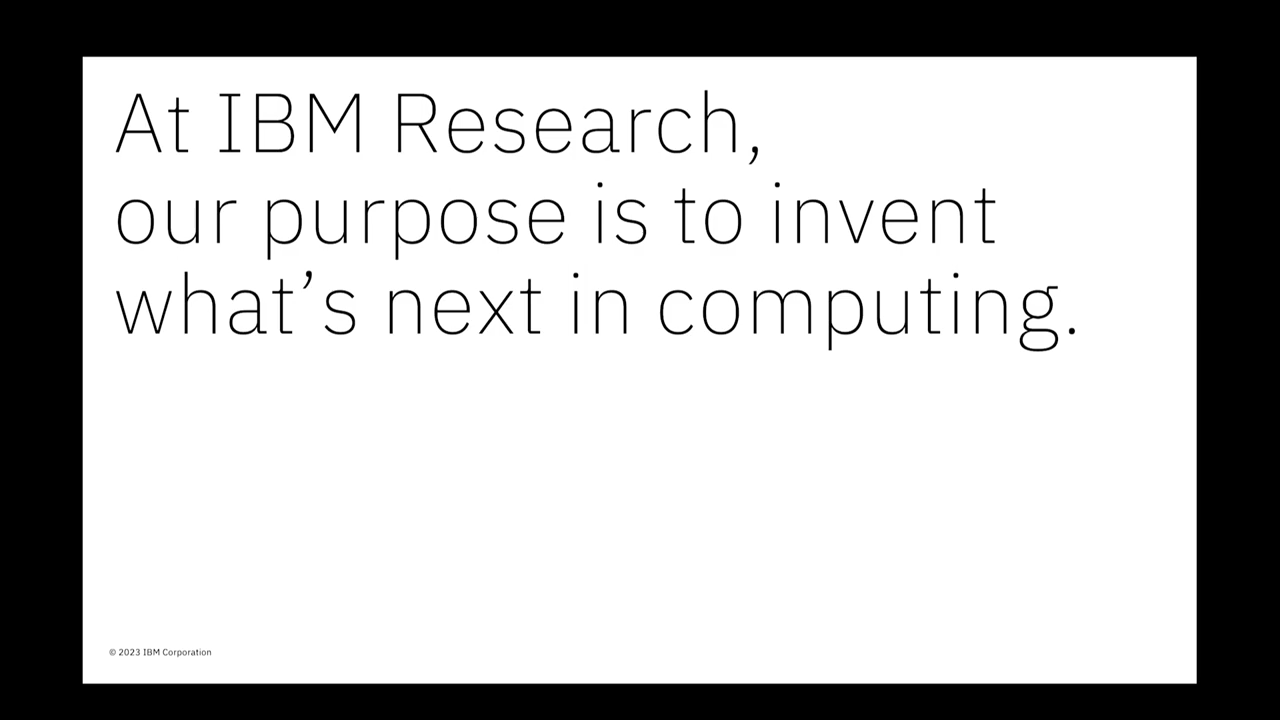 At IBM Research,
our purpose is to invent
what’s next in computing.
© 2023 IBM Corporation